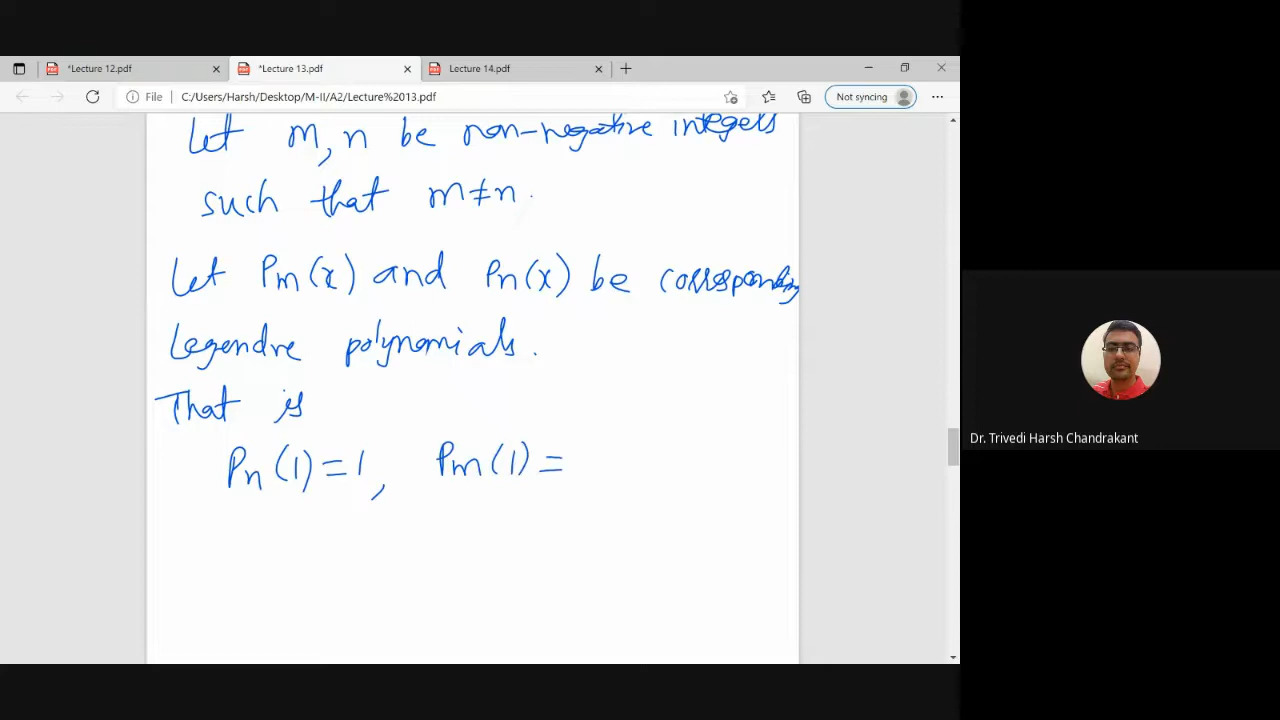 *Lecture 12.pdf
*Lecture 13.pdf
Lecture 14.pdf
File
C:/Users/Harsh/Desktop/M-II/A2/Lecture%2013.pdf
Not syncing
Let m, n be non-negative integers
such that m≠n.
Let Pm(x) and Pn(x) be corresponding
Legendre polynomials.
That is
Pn(1)=1, Pm(1)=
Dr. Trivedi Harsh Chandrakant